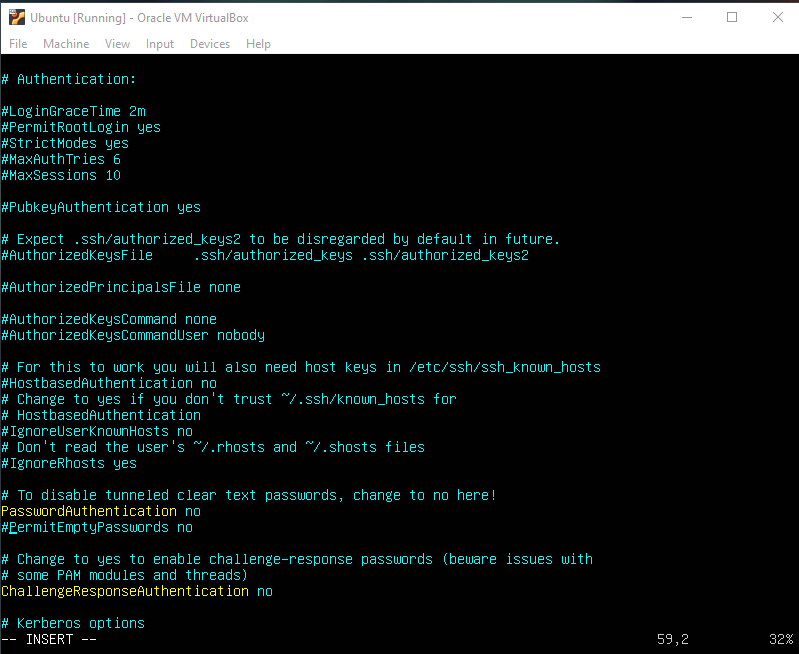 Ubuntu [Running] - Oracle VM VirtualBox
File Machine View Input Devices Help
# Authentication:
#LoginGraceTime 2m
#PermitRootLogin yes
#StrictModes yes
#MaxAuthTries 6
#MaxSessions 10
#PubkeyAuthentication yes
# Expect .ssh/authorized_keys2 to be disregarded by default in future.
#AuthorizedKeysFile     .ssh/authorized_keys .ssh/authorized_keys2
#AuthorizedPrincipalsFile none
#AuthorizedKeysCommand none
#AuthorizedKeysCommandUser nobody
# For this to work you will also need host keys in /etc/ssh/ssh_known_hosts
#HostbasedAuthentication no
# Change to yes if you don't trust ~/.ssh/known_hosts for
# HostbasedAuthentication
#IgnoreUserKnownHosts no
# Don't read the user's ~/.rhosts and ~/.shosts files
#IgnoreRhosts yes
# To disable tunneled clear text passwords, change to no here!
PasswordAuthentication no
#PermitEmptyPasswords no
# Change to yes to enable challenge-response passwords (beware issues with
# some PAM modules and threads)
ChallengeResponseAuthentication no
# Kerberos options
-- INSERT -- 59,2 32%